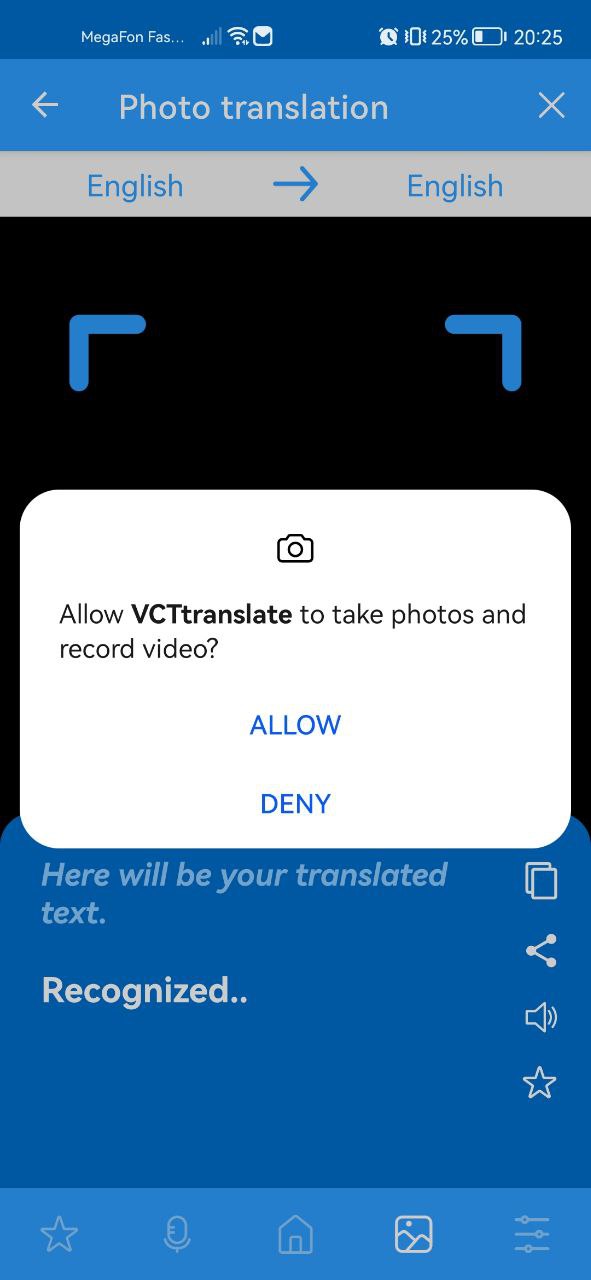 MegaFon Fas... 25% 20:25
Photo translation
English English
Allow VCTtranslate to take photos and
record video?
ALLOW
DENY
Here will be your translated
text.
Recognized..